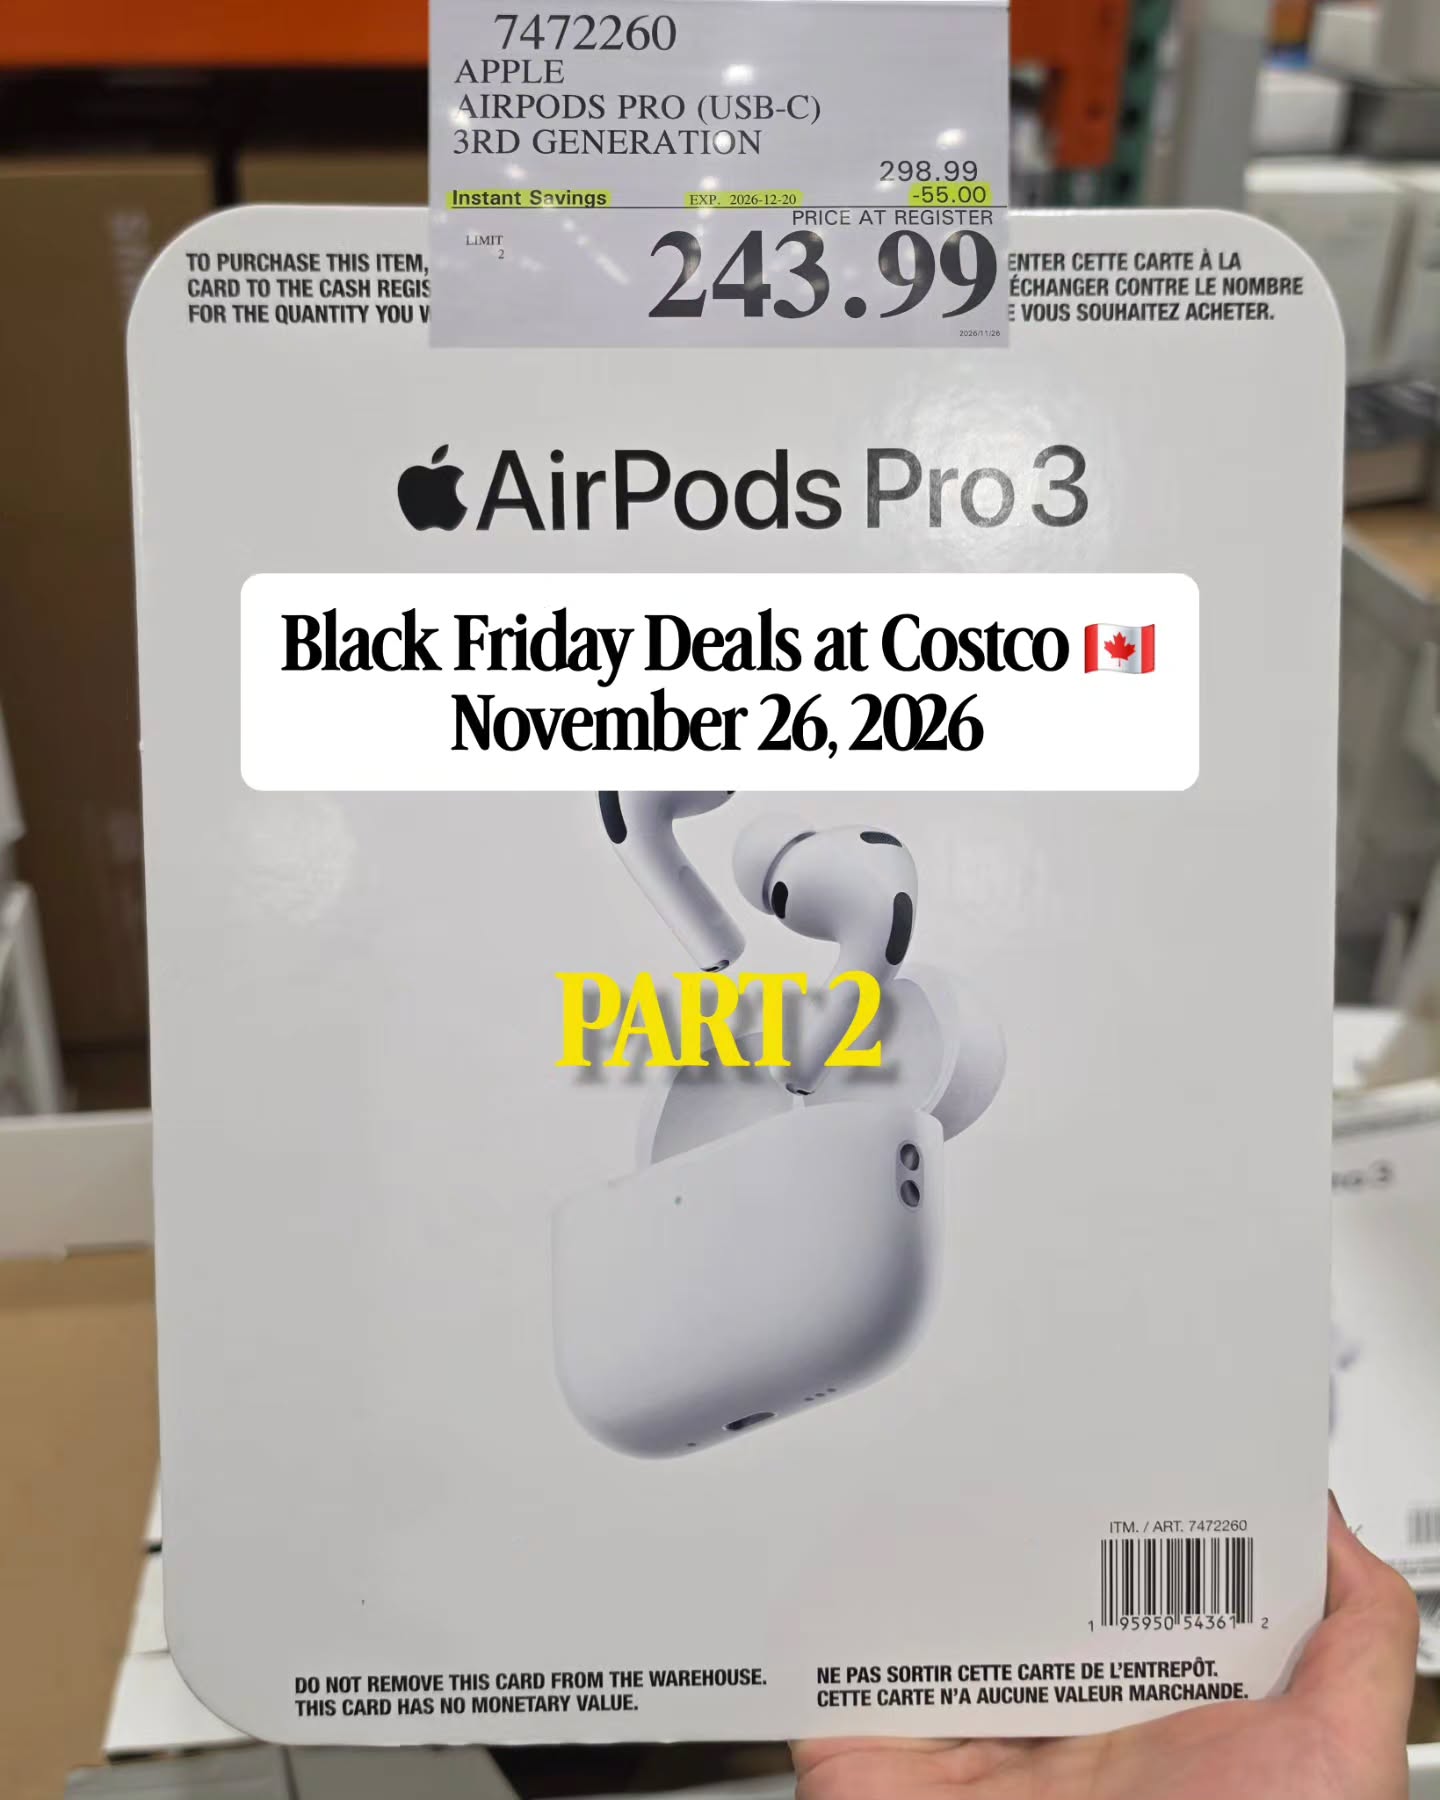 7472260
APPLE
AIRPODS PRO (USB-C)
3RD GENERATION
298.99
Instant Savings EXP. 2026-12-20 -55.00
PRICE AT REGISTER
LIMIT
2
243.99
2026/11/26
TO PURCHASE THIS ITEM,
CARD TO THE CASH REGIS
FOR THE QUANTITY YOU
ENTER CETTE CARTE À LA
ÉCHANGER CONTRE LE NOMBRE
E VOUS SOUHAITEZ ACHETER.
AirPods Pro 3
Black Friday Deals at Costco 🇨🇦
November 26, 2026
PART 2
ITM. / ART. 7472260
1 95950 54361 2
DO NOT REMOVE THIS CARD FROM THE WAREHOUSE.
THIS CARD HAS NO MONETARY VALUE.
NE PAS SORTIR CETTE CARTE DE L'ENTREPÔT.
CETTE CARTE N'A AUCUNE VALEUR MARCHANDE.